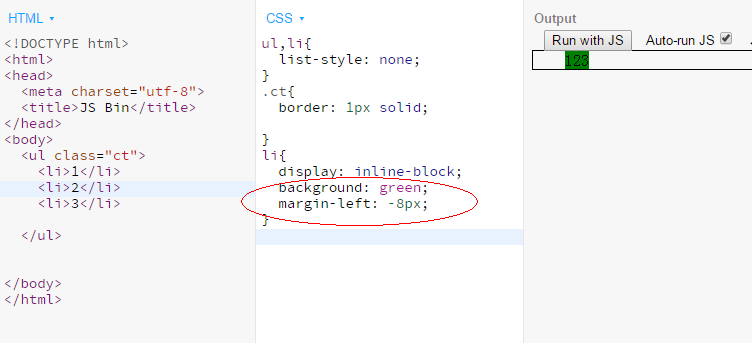 HTML
<!DOCTYPE html>
<html>
<head>
<meta charset="utf-8">
<title>JS Bin</title>
</head>
<body>
<ul class="ct">
<li>1</li>
<li>2</li>
<li>3</li>
</ul>
</body>
</html>
CSS
ul,li{
list-style: none;
}
.ct{
border: 1px solid;
}
li{
display: inline-block;
background: green;
margin-left: -8px;
}
Output
Run with JS Auto-run JS
123